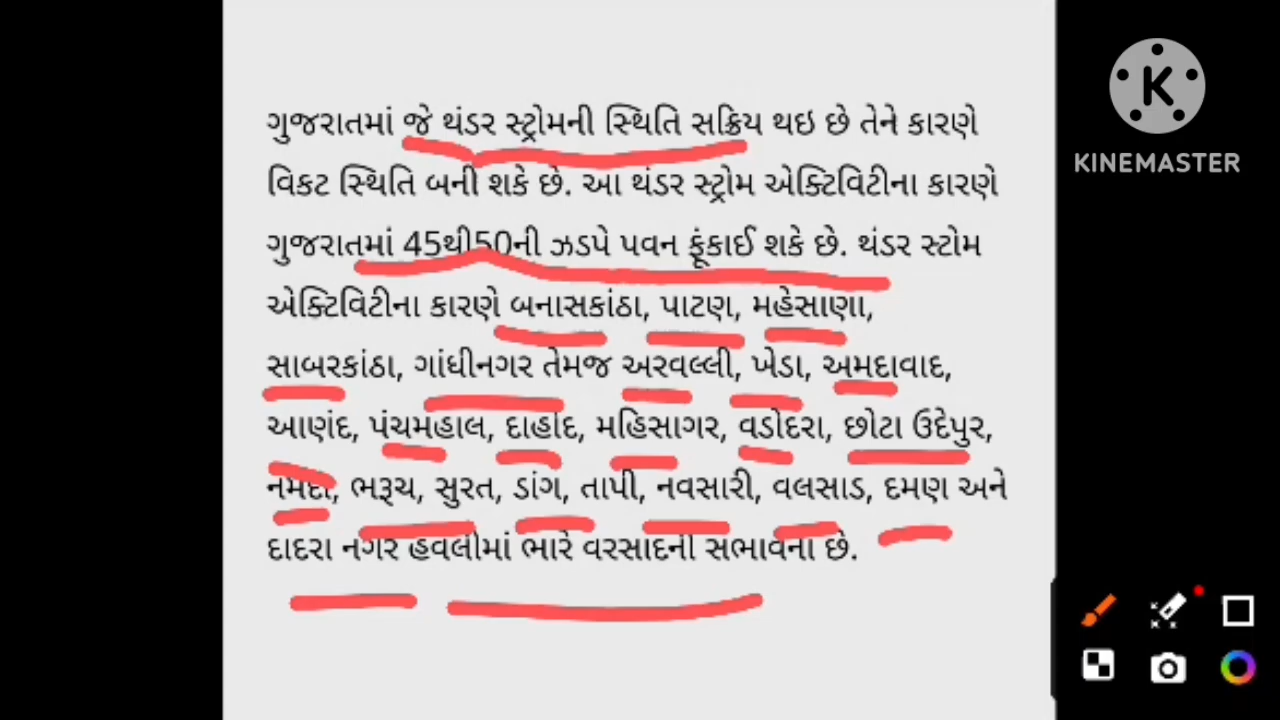 ગુજરાતમાં જે થંડર સ્ટ્રોમની સ્થિતિ સક્રિય થઇ છે તેને કારણે
વિકટ સ્થિતિ બની શકે છે. આ થંડર સ્ટ્રોમ એક્ટિવિટીના કારણે
ગુજરાતમાં 45થી50ની ઝડપે પવન ફૂંકાઈ શકે છે. થંડર સ્ટોમ
એક્ટિવિટીના કારણે બનાસકાંઠા, પાટણ, મહેસાણા,
સાબરકાંઠા, ગાંધીનગર તેમજ અરવલ્લી, ખેડા, અમદાવાદ,
આણંદ, પંચમહાલ, દાહોદ, મહિસાગર, વડોદરા, છોટા ઉદેપુર,
નર્મદા, ભરૂચ, સુરત, ડાંગ, તાપી, નવસારી, વલસાડ, દમણ અને
દાદરા નગર હવેલીમાં ભારે વરસાદની સંભાવના છે.
KINEMASTER